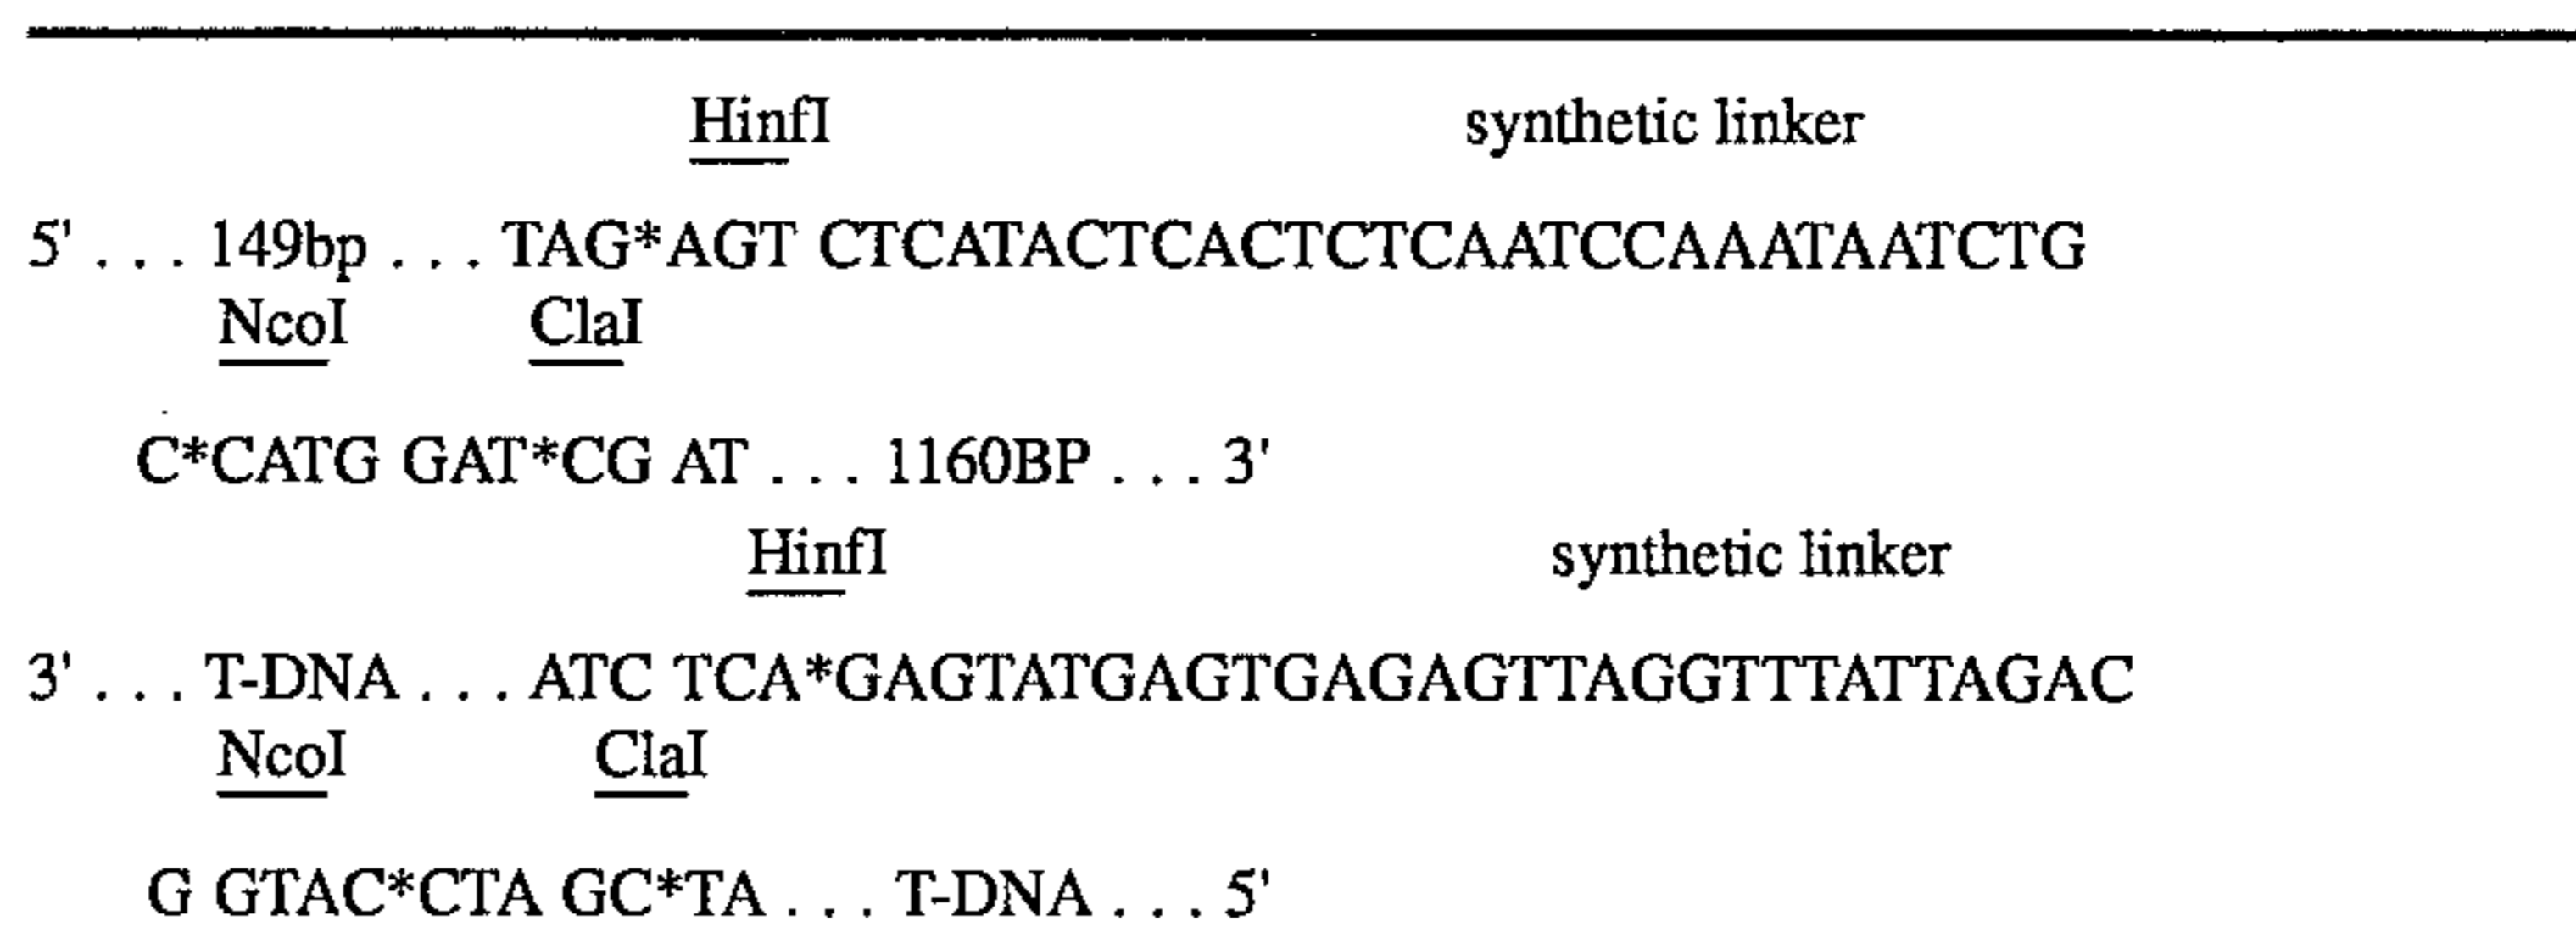 HinfI synthetic linker
5' . . . 149bp . . . TAG*AGT CTCATACTCACTCTCAATCCAAATAATCTG
NcoI ClaI
C*CATG GAT*CG AT . . . 1160BP . . . 3'
HinfI synthetic linker
3' . . . T-DNA . . . ATC TCA*GAGTATGAGTGAGAGTTAGGTTTATTAGAC
NcoI ClaI
G GTAC*CTA GC*TA . . . T-DNA . . . 5'